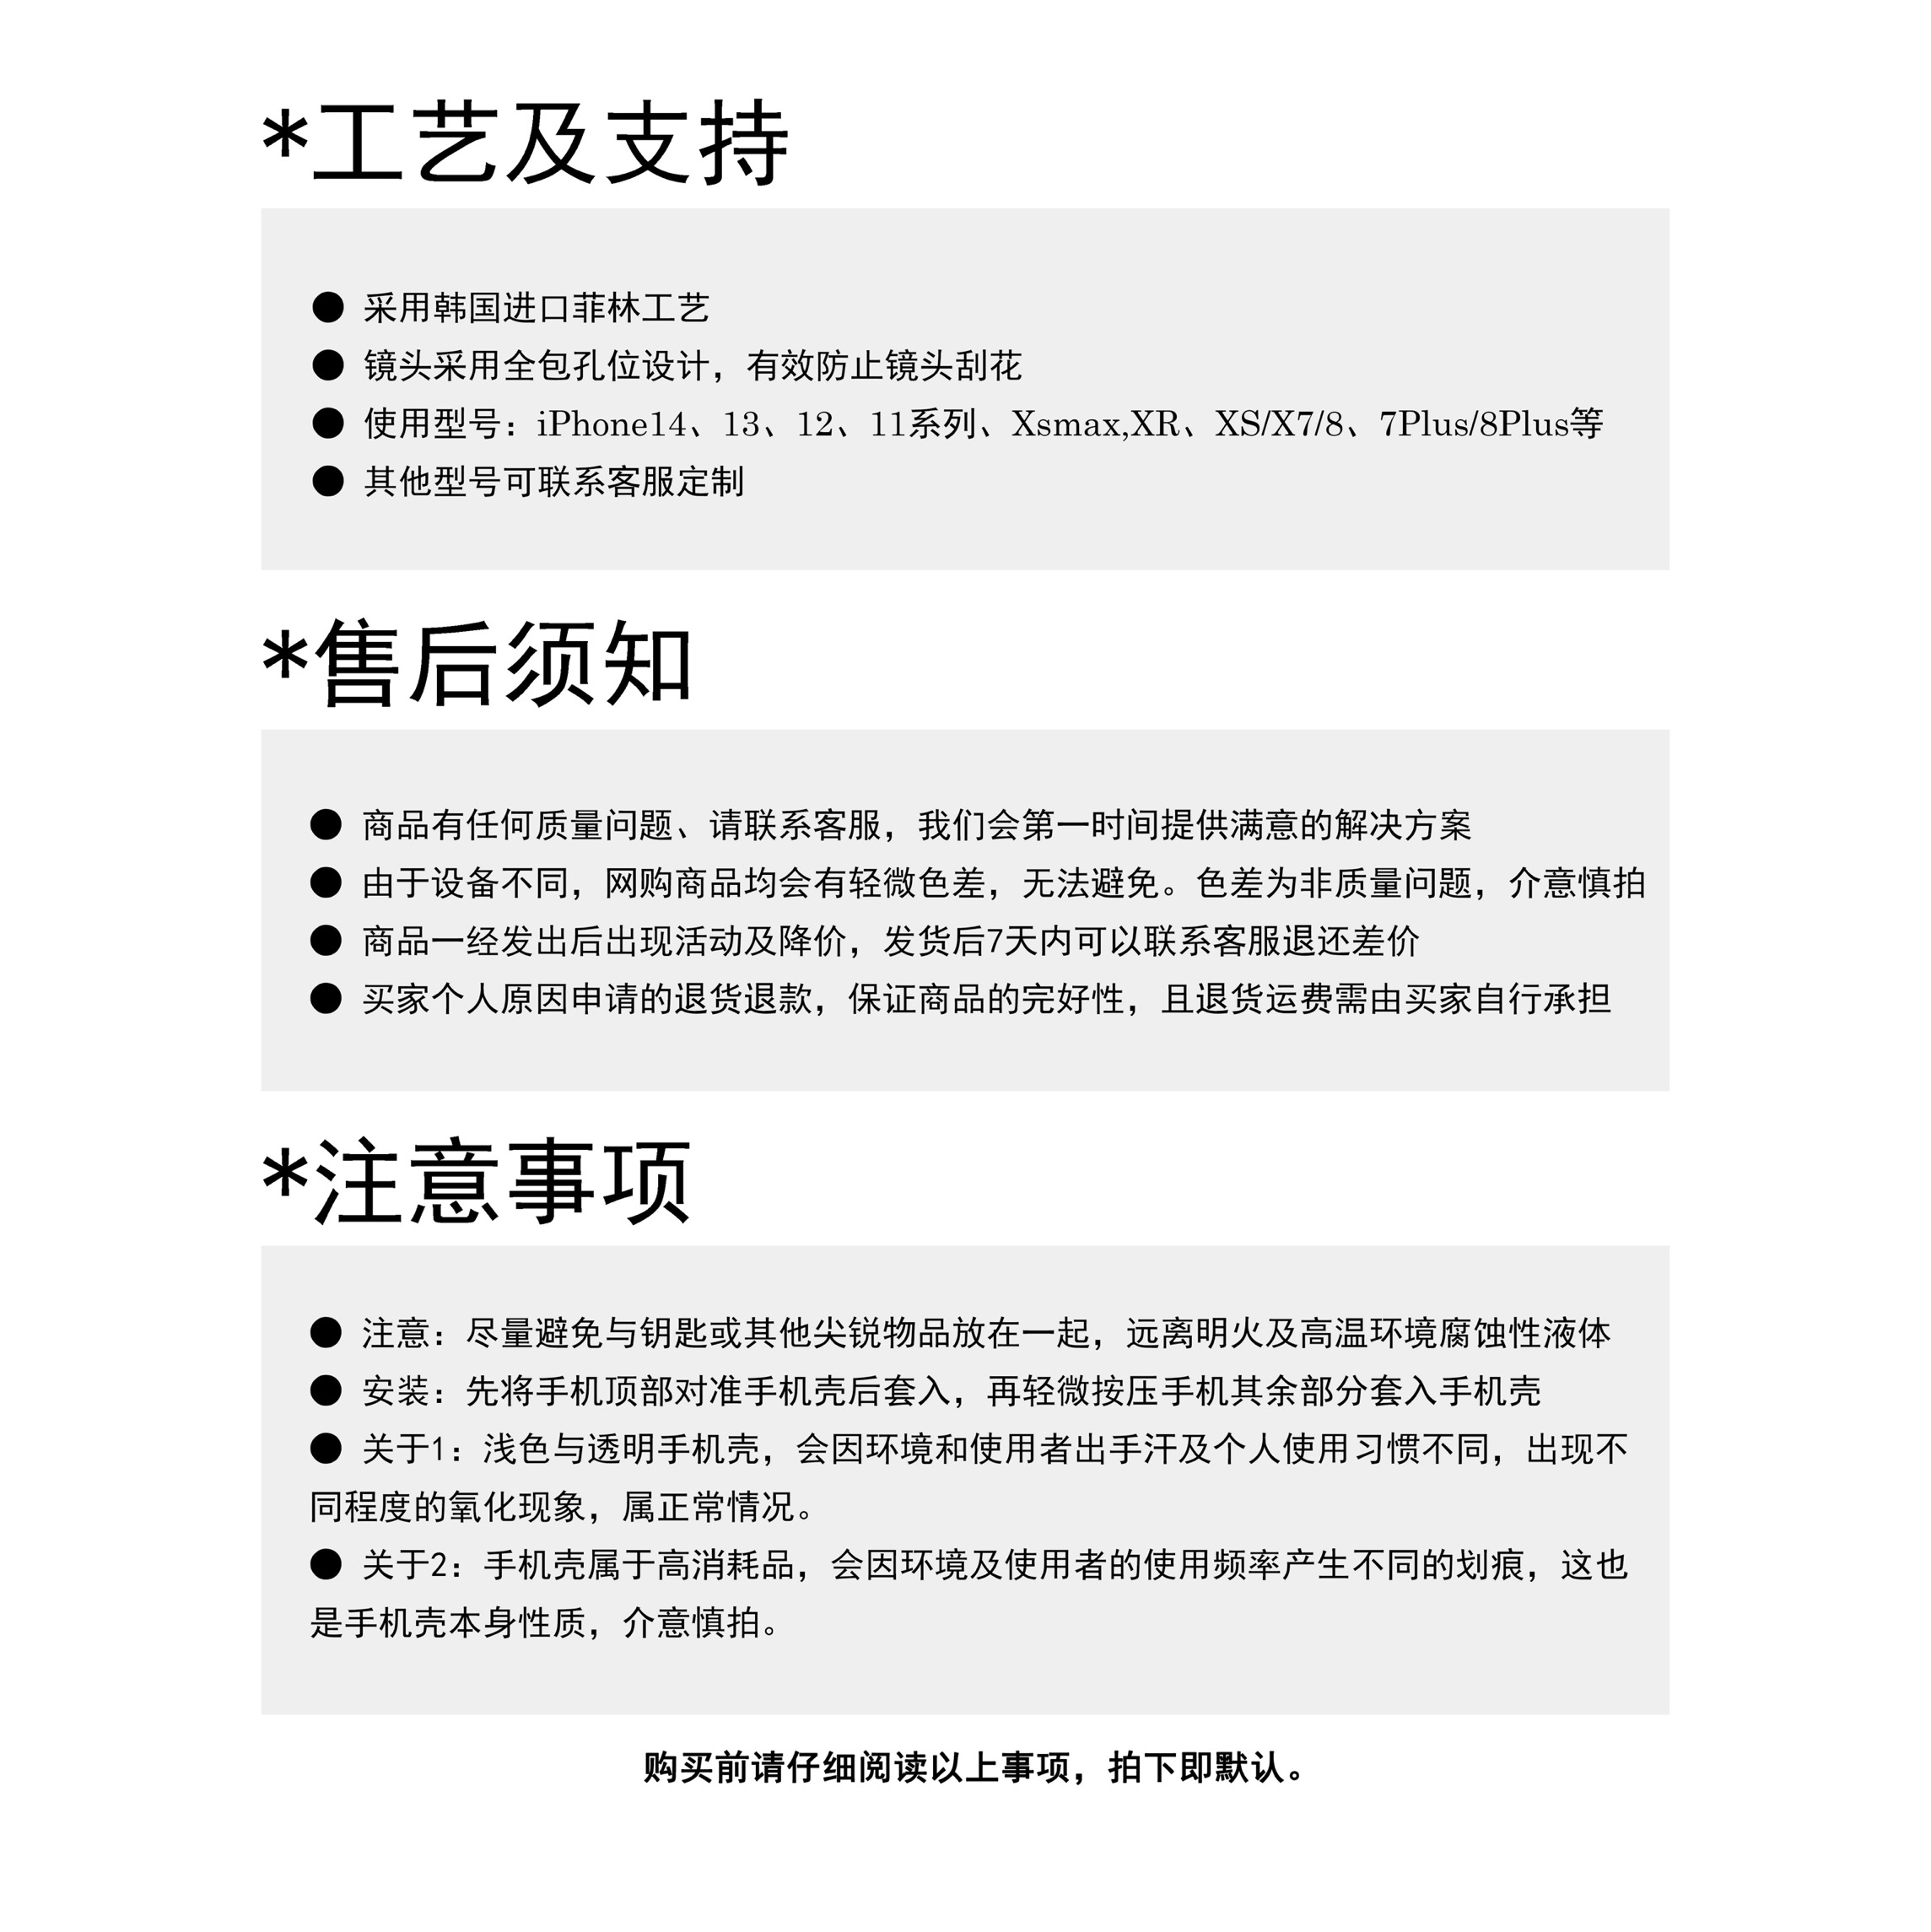 *工艺及支持
● 采用韩国进口菲林工艺
● 镜头采用全包孔位设计，有效防止镜头刮花
● 使用型号：iPhone14、13、12、11系列、Xsmax,XR、XS/X7/8、7Plus/8Plus等
● 其他型号可联系客服定制
*售后须知
● 商品有任何质量问题、请联系客服，我们会第一时间提供满意的解决方案
● 由于设备不同，网购商品均会有轻微色差，无法避免。色差为非质量问题，介意慎拍
● 商品一经发出后出现活动及降价，发货后7天内可以联系客服退还差价
● 买家个人原因申请的退货退款，保证商品的完好性，且退货运费需由买家自行承担
*注意事项
● 注意：尽量避免与钥匙或其他尖锐物品放在一起，远离明火及高温环境腐蚀性液体
● 安装：先将手机顶部对准手机壳后套入，再轻微按压手机其余部分套入手机壳
● 关于1：浅色与透明手机壳，会因环境和使用者出手汗及个人使用习惯不同，出现不
同程度的氧化现象，属正常情况。
● 关于2：手机壳属于高消耗品，会因环境及使用者的使用频率产生不同的划痕，这也
是手机壳本身性质，介意慎拍。
购买前请仔细阅读以上事项，拍下即默认。